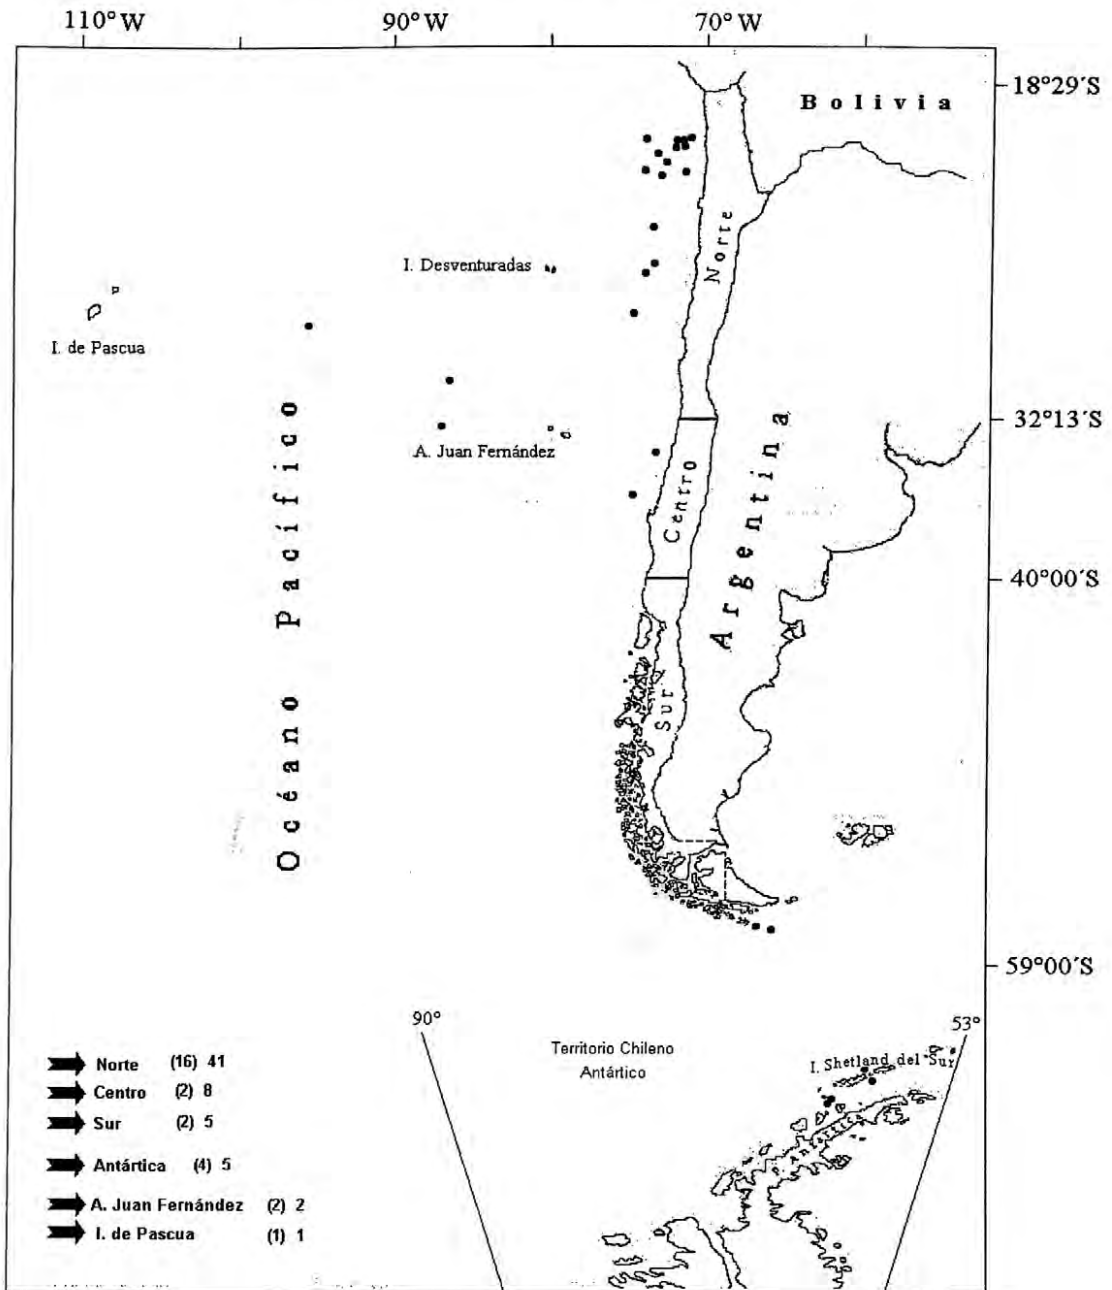 110°W 90°W 70°W
18°29´S
Bolivia
Norte
I. Desventuradas
I. de Pascua
32°13´S
A. Juan Fernández
Centro
Argentina
Océano Pacífico
40°00´S
Sur
59°00´S
90° 53°
Territorio Chileno
Antártico
I. Shetland del Sur
Norte (16) 41
Centro (2) 8
Sur (2) 5
Antártica (4) 5
A. Juan Fernández (2) 2
I. de Pascua (1) 1